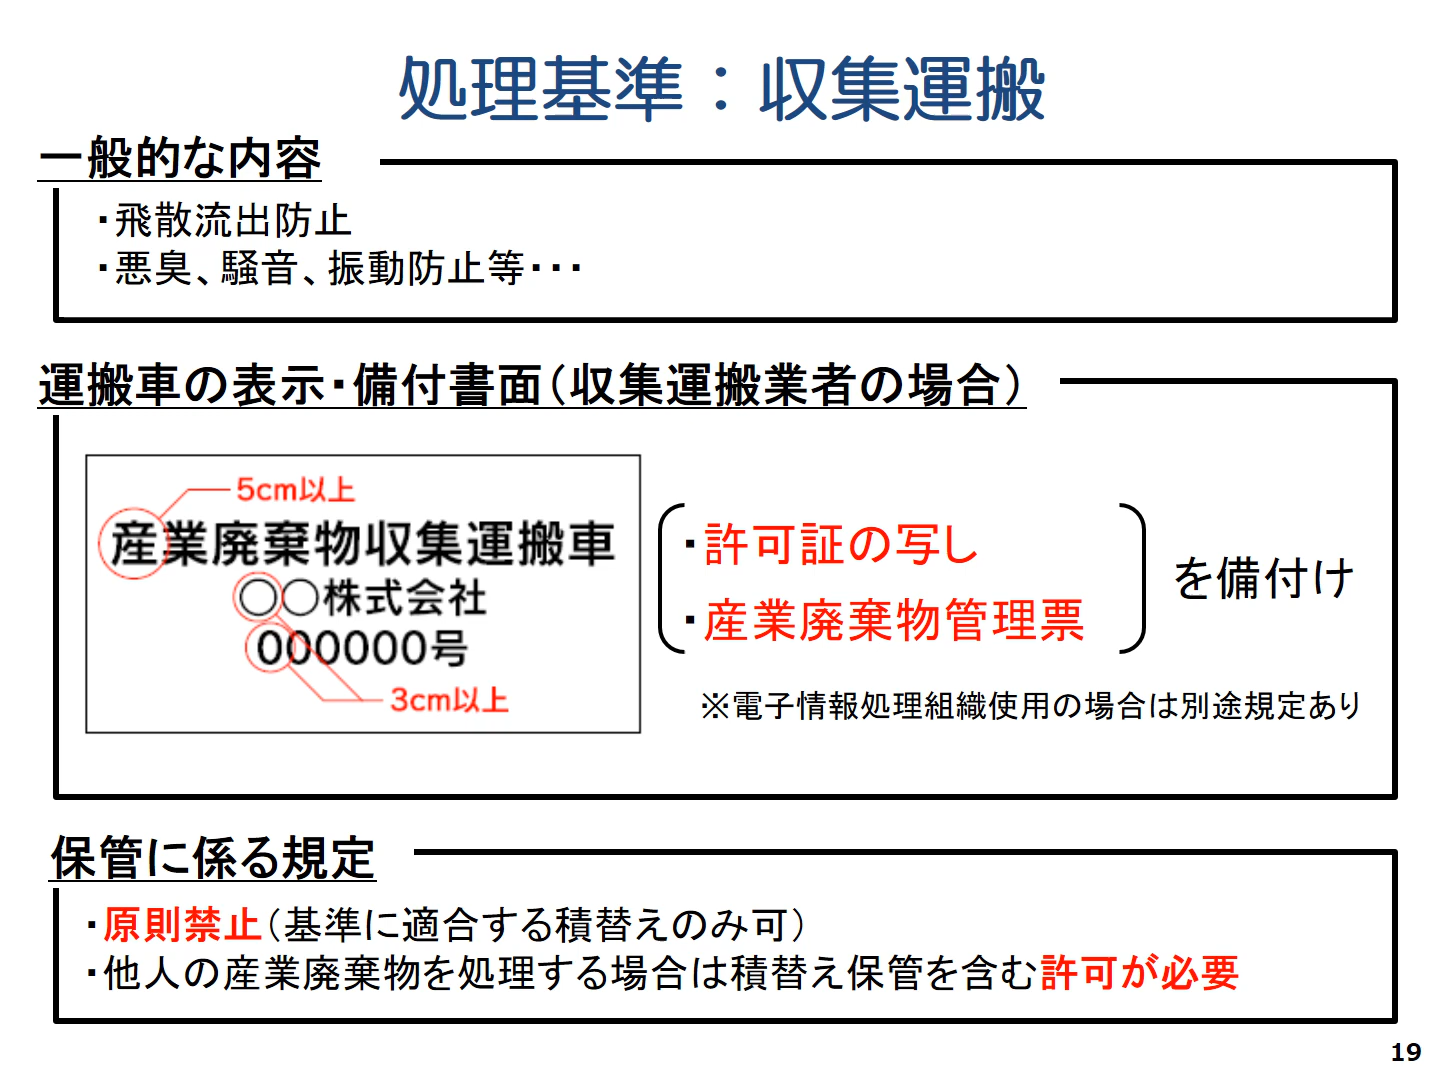 処理基準：収集運搬
一般的な内容
・飛散流出防止
・悪臭、騒音、振動防止等・・・
運搬車の表示・備付書面（収集運搬業者の場合）
5cm以上
産業廃棄物収集運搬車
○○株式会社
000000号
3cm以上
・許可証の写し
・産業廃棄物管理票
を備付け
※電子情報処理組織使用の場合は別途規定あり
保管に係る規定
・原則禁止（基準に適合する積替えのみ可）
・他人の産業廃棄物を処理する場合は積替え保管を含む許可が必要
19